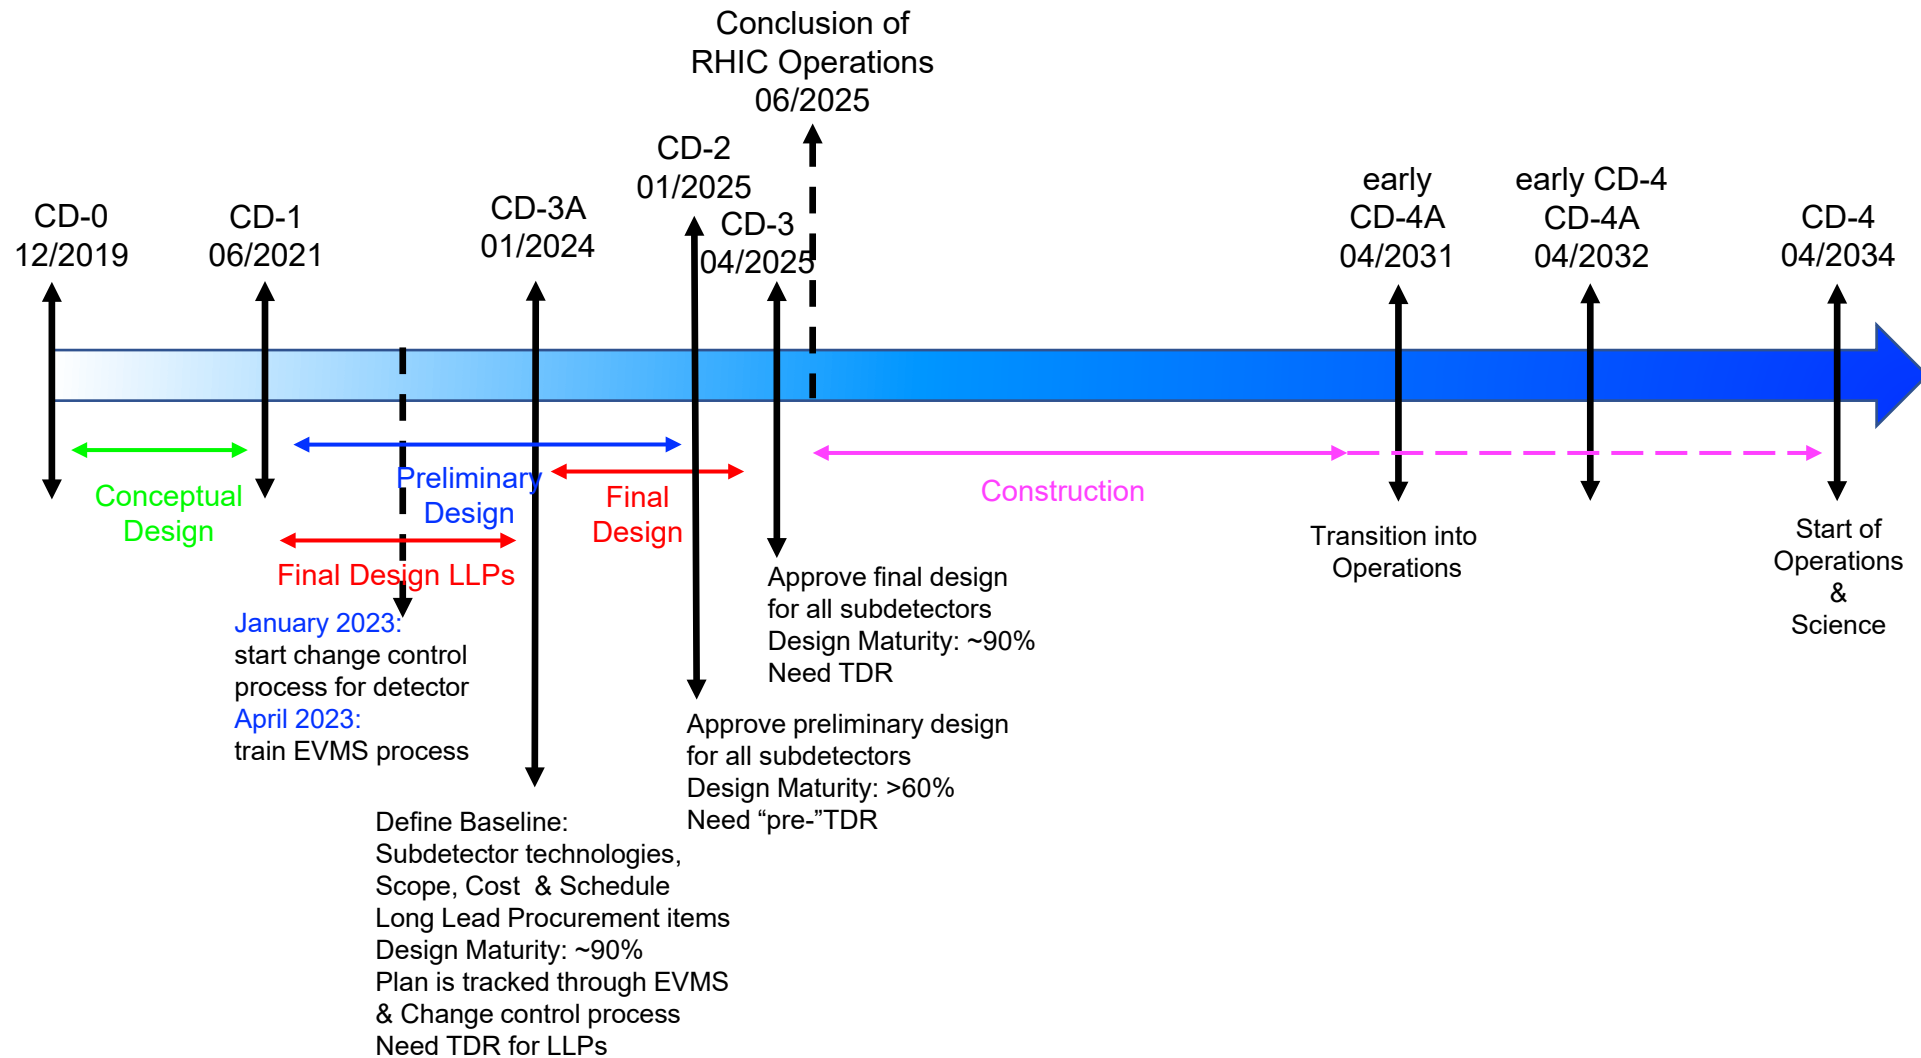 Conclusion of
RHIC Operations
06/2025
CD-2
01/2025
CD-3
04/2025
CD-0
12/2019
CD-1
06/2021
CD-3A
01/2024
early
CD-4A
04/2031
early CD-4
CD-4A
04/2032
CD-4
04/2034
Conceptual
Design
Preliminary
Design
Final
Design
Final Design LLPs
Construction
January 2023:
start change control
process for detector
April 2023:
train EVMS process
Define Baseline:
Subdetector technologies,
Scope, Cost & Schedule
Long Lead Procurement items
Design Maturity: ~90%
Plan is tracked through EVMS
& Change control process
Need TDR for LLPs
Approve preliminary design
for all subdetectors
Design Maturity: >60%
Need “pre-”TDR
Approve final design
for all subdetectors
Design Maturity: ~90%
Need TDR
Transition into
Operations
Start of
Operations
&
Science